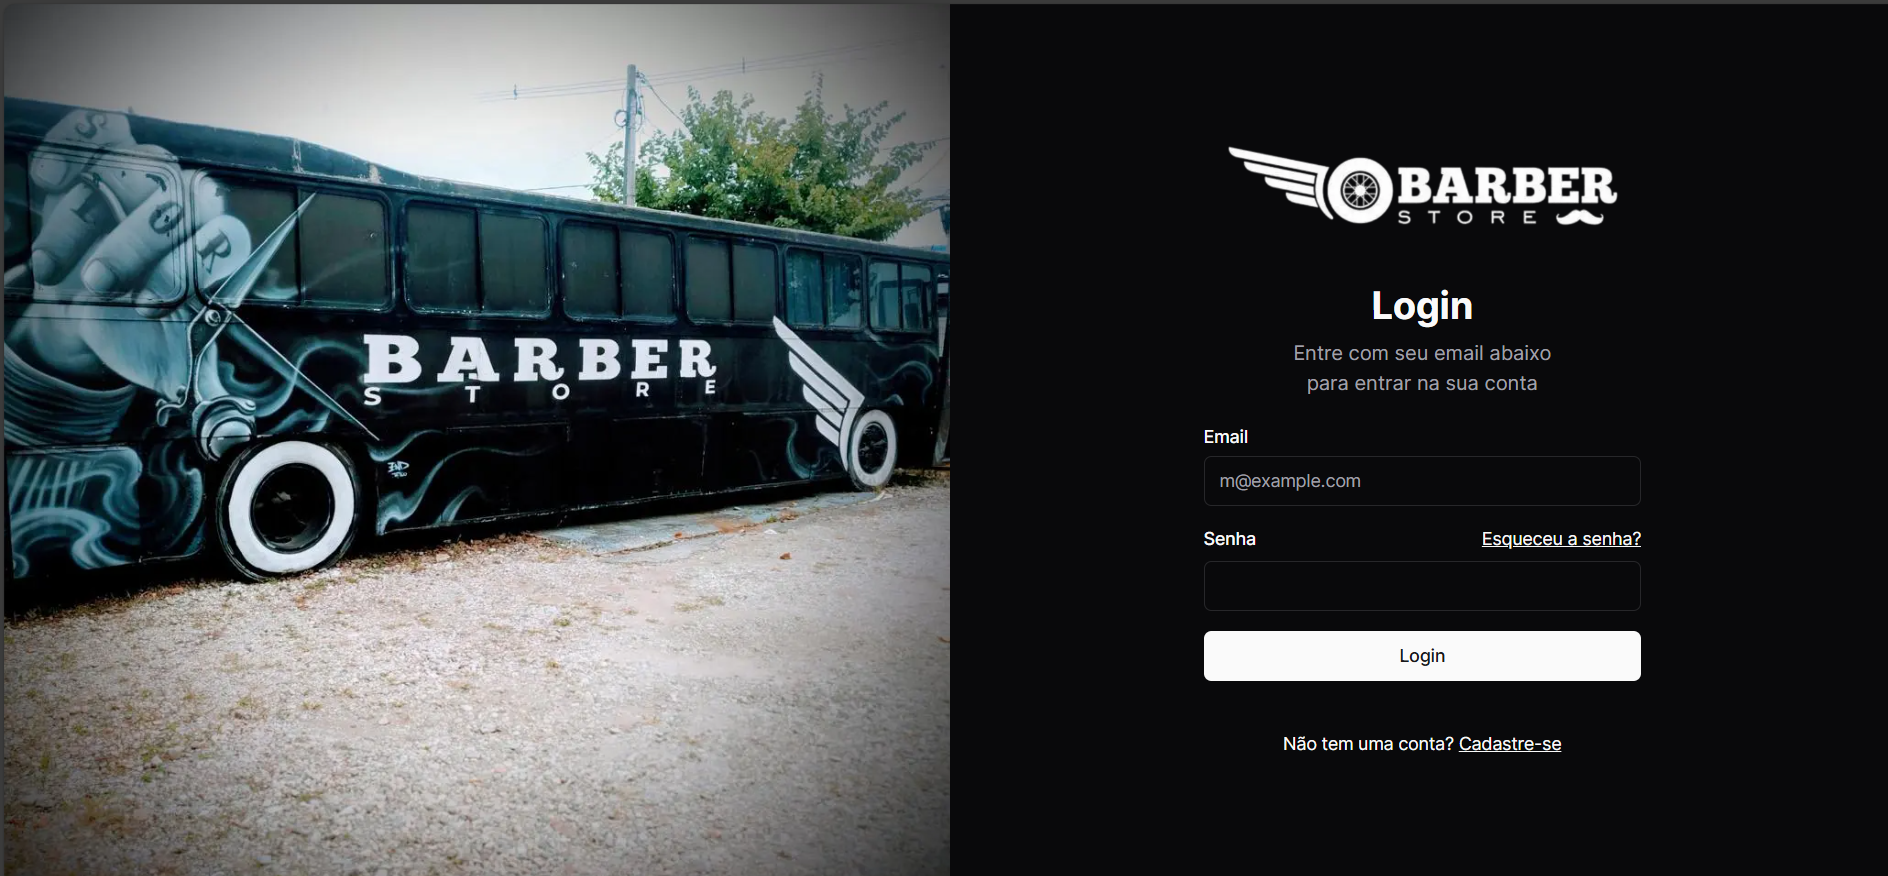 BARBER
STORE
BARBER
STORE
Login
Entre com seu email abaixo
para entrar na sua conta
Email
m@example.com
Senha
Esqueceu a senha?
Login
Não tem uma conta? Cadastre-se